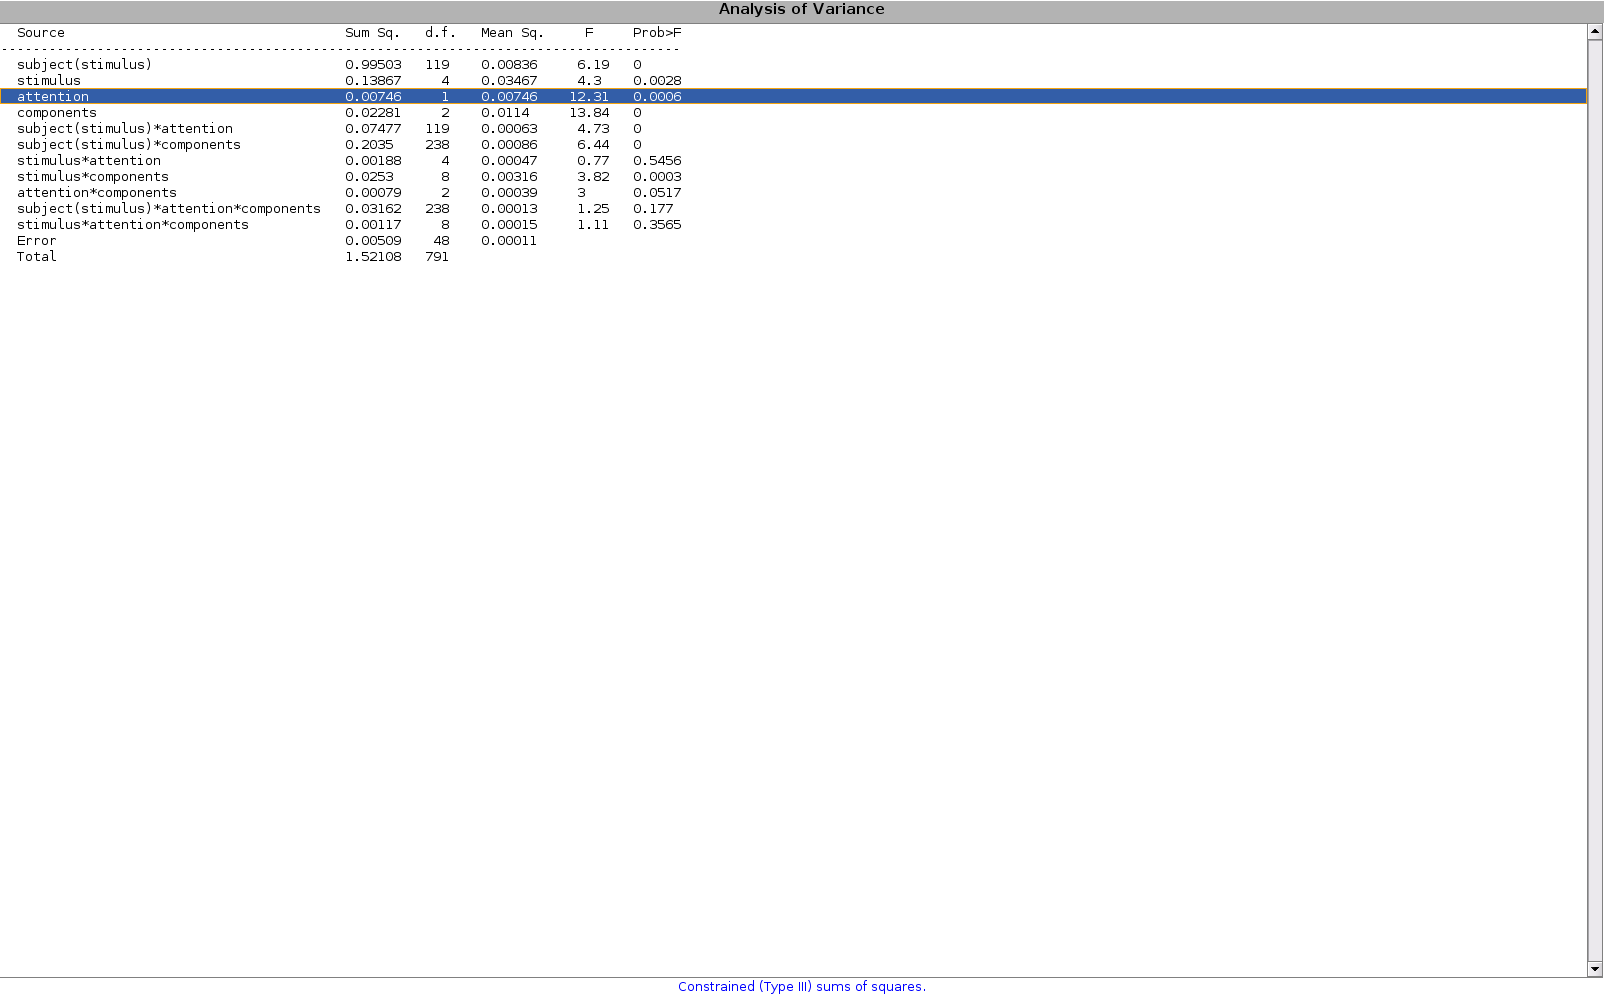 Analysis of Variance
Source Sum Sq. d.f. Mean Sq. F Prob>F
-------------------------------------------------------------------------------------
subject(stimulus) 0.99503 119 0.00836 6.19 0
stimulus 0.13867 4 0.03467 4.3 0.0028
attention 0.00746 1 0.00746 12.31 0.0006
components 0.02281 2 0.0114 13.84 0
subject(stimulus)*attention 0.07477 119 0.00063 4.73 0
subject(stimulus)*components 0.2035 238 0.00086 6.44 0
stimulus*attention 0.00188 4 0.00047 0.77 0.5456
stimulus*components 0.0253 8 0.00316 3.82 0.0003
attention*components 0.00079 2 0.00039 3 0.0517
subject(stimulus)*attention*components 0.03162 238 0.00013 1.25 0.177
stimulus*attention*components 0.00117 8 0.00015 1.11 0.3565
Error 0.00509 48 0.00011
Total 1.52108 791
Constrained (Type III) sums of squares.